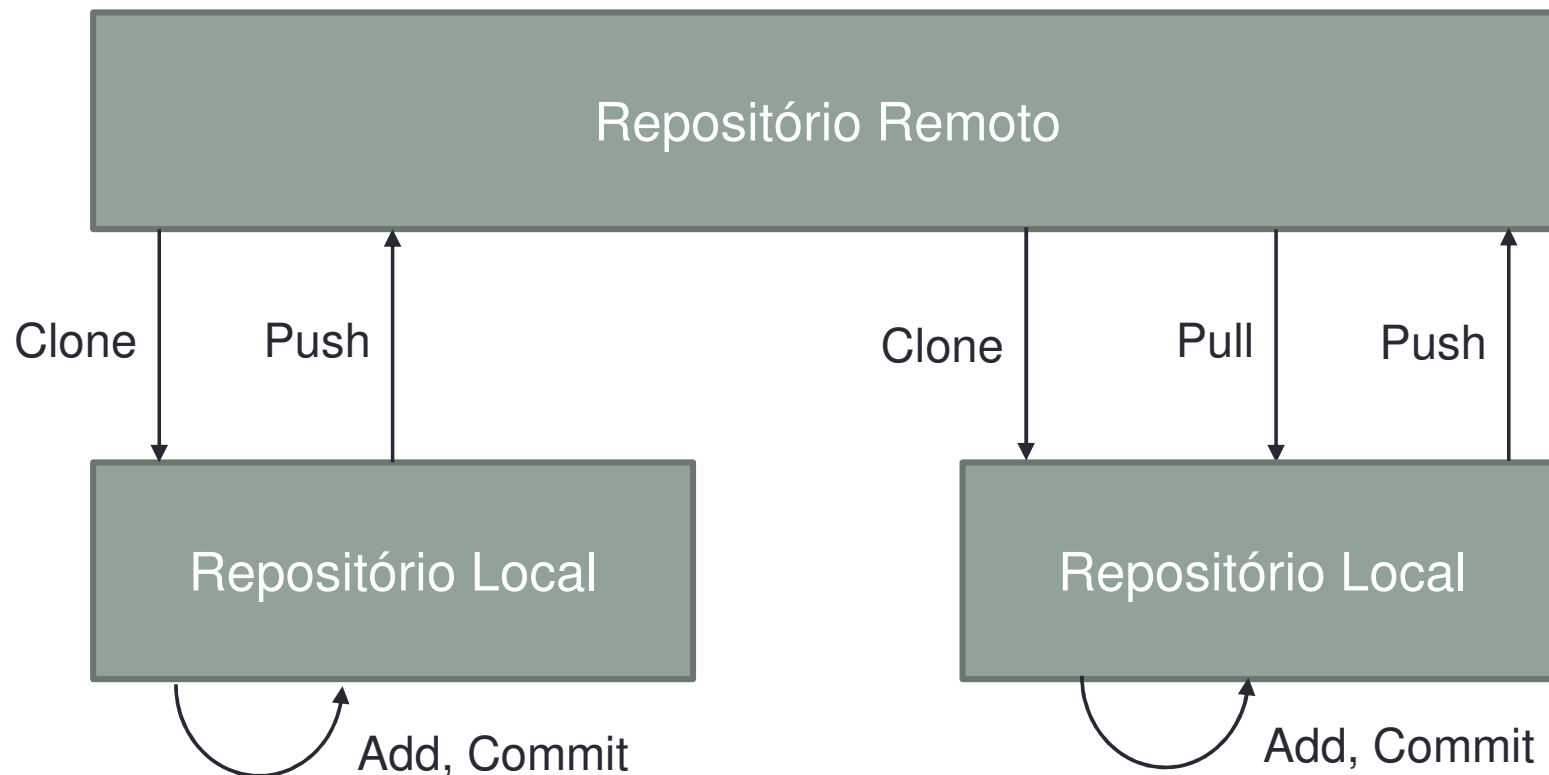 Repositório Remoto
Clone
Push
Clone
Pull
Push
Repositório Local
Repositório Local
Add, Commit
Add, Commit